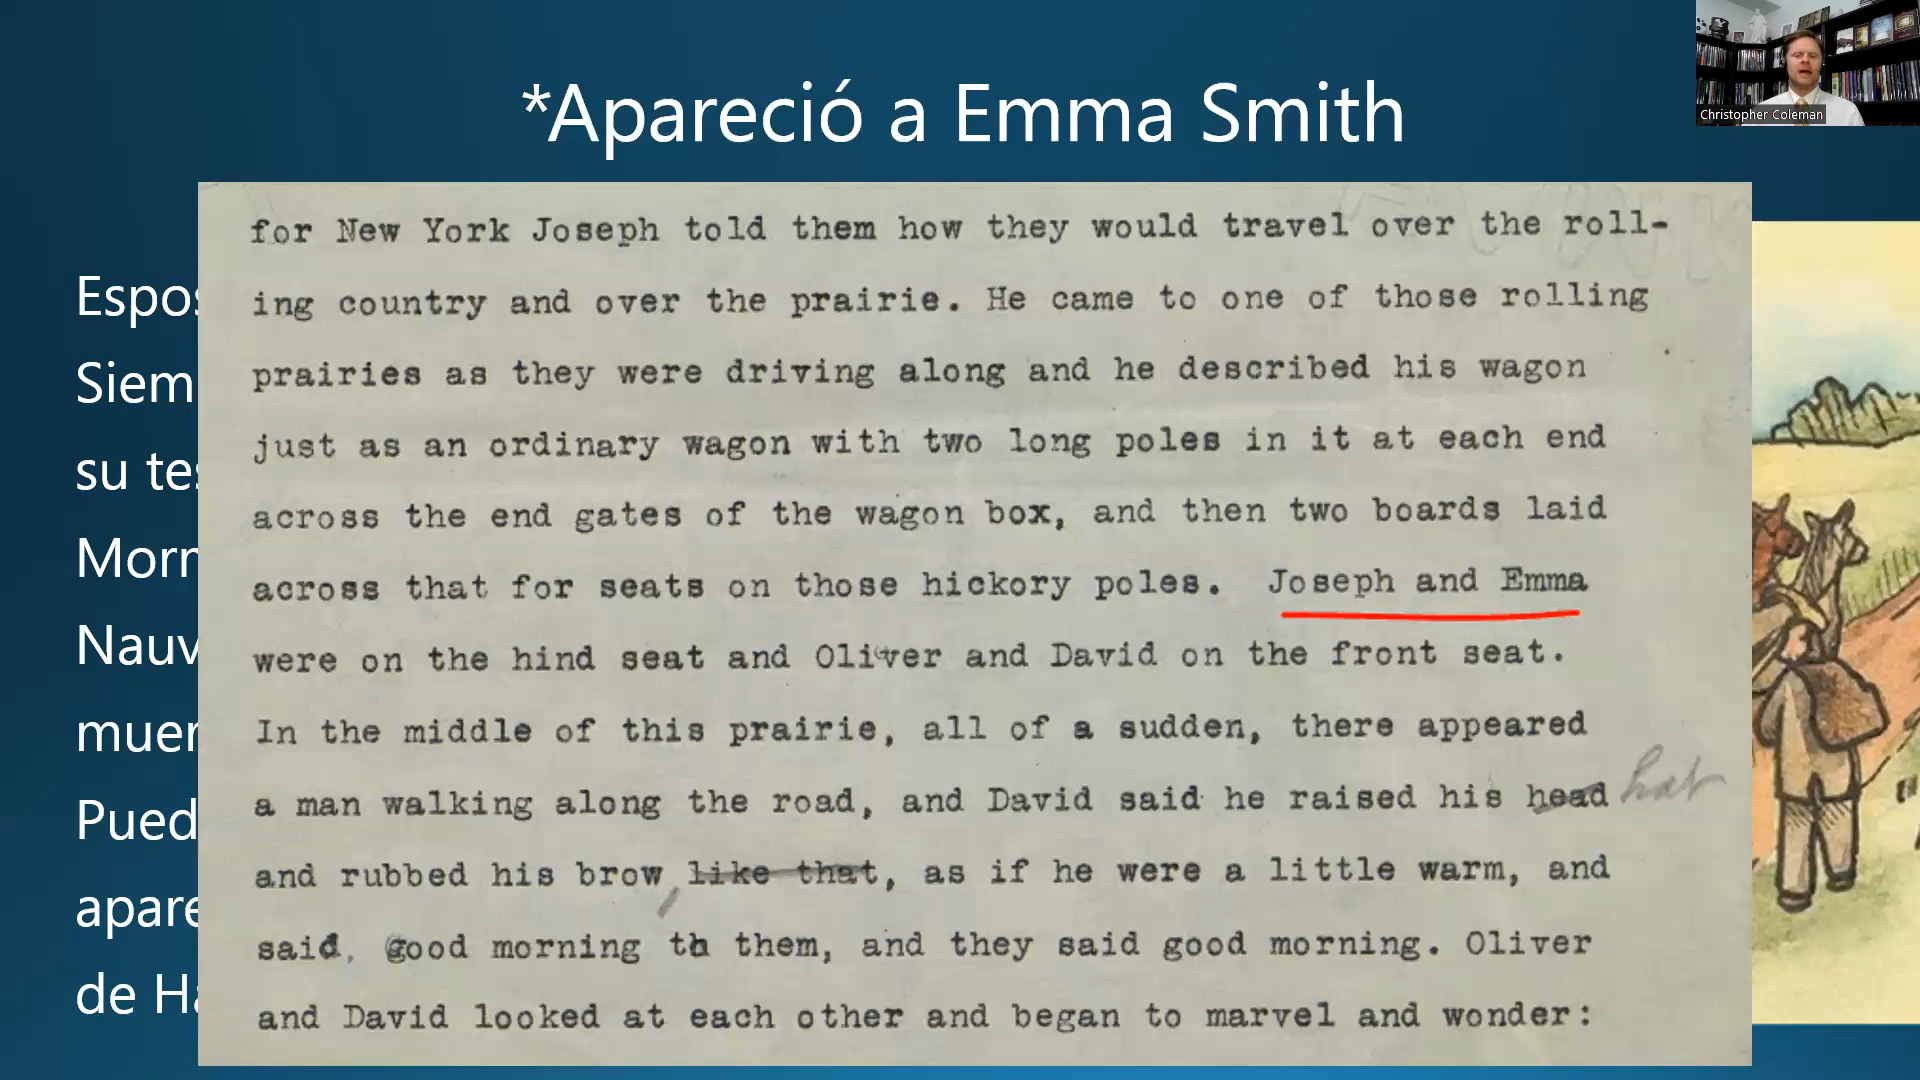 *Apareció a Emma Smith
Christopher Coleman
for New York Joseph told them how they would travel over the roll-
ing country and over the prairie. He came to one of those rolling
prairies as they were driving along and he described his wagon
just as an ordinary wagon with two long poles in it at each end
across the end gates of the wagon box, and then two boards laid
across that for seats on those hickory poles. Joseph and Emma
were on the hind seat and Oliver and David on the front seat.
In the middle of this prairie, all of a sudden, there appeared
a man walking along the road, and David said he raised his head hat
and rubbed his brow, like that, as if he were a little warm, and
said, good morning to them, and they said good morning. Oliver
and David looked at each other and began to marvel and wonder:
Espos
Siem
su tes
Morm
Nauv
muer
Pued
apare
de Ha